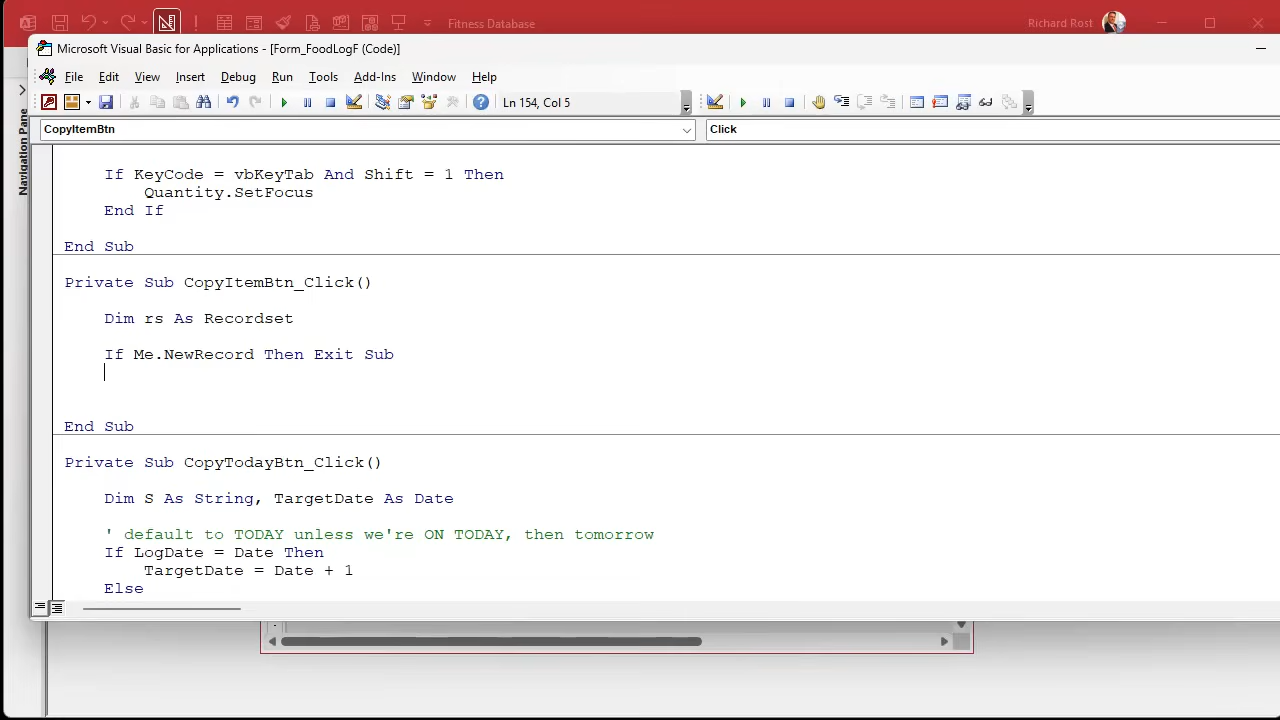 Fitness Database
Richard Rost
Microsoft Visual Basic for Applications - [Form_FoodLogF (Code)]
File Edit View Insert Debug Run Tools Add-Ins Window Help
Ln 154, Col 5
CopyItemBtn
Click
Navigation Pane
If KeyCode = vbKeyTab And Shift = 1 Then
Quantity.SetFocus
End If
End Sub
Private Sub CopyItemBtn_Click()
Dim rs As Recordset
If Me.NewRecord Then Exit Sub
End Sub
Private Sub CopyTodayBtn_Click()
Dim S As String, TargetDate As Date
' default to TODAY unless we're ON TODAY, then tomorrow
If LogDate = Date Then
TargetDate = Date + 1
Else